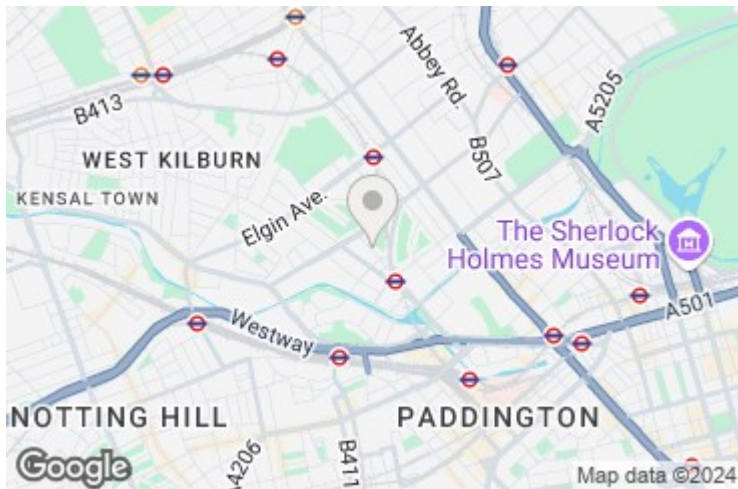 Abbey Rd.
A5205
B413
B507
WEST KILBURN
KENSAL TOWN
Elgin Ave.
The Sherlock
Holmes Museum
A501
Westway
NOTTING HILL
PADDINGTON
A206
B411
Google
Map data ©2024